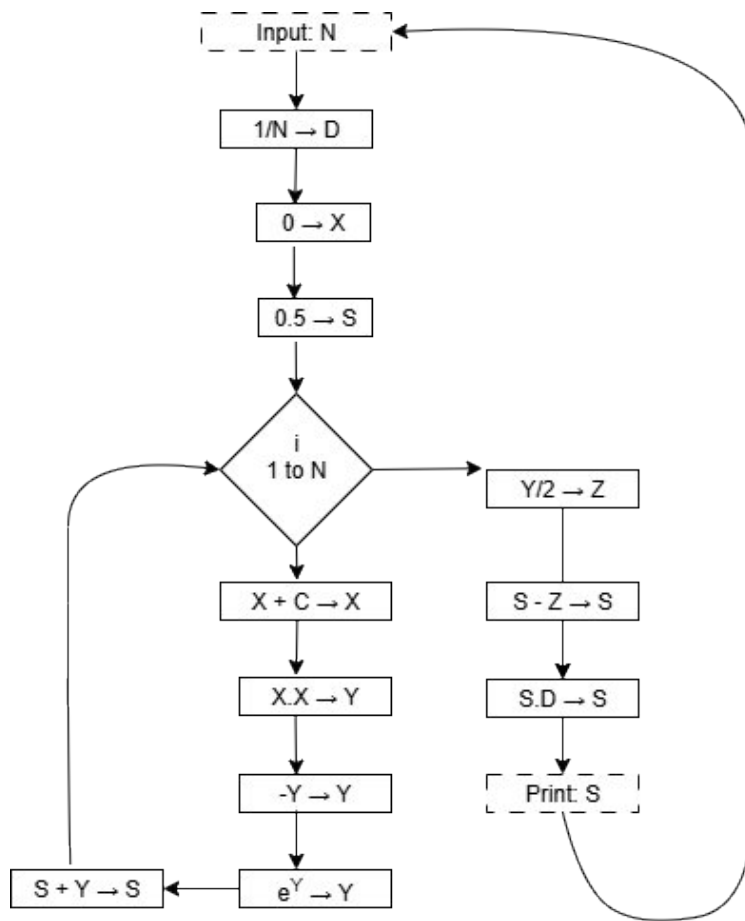 Input: N
1/N → D
0 → X
0.5 → S
i
1 to N
X + C → X
X.X → Y
-Y → Y
e^Y → Y
S + Y → S
Y/2 → Z
S - Z → S
S.D → S
Print: S